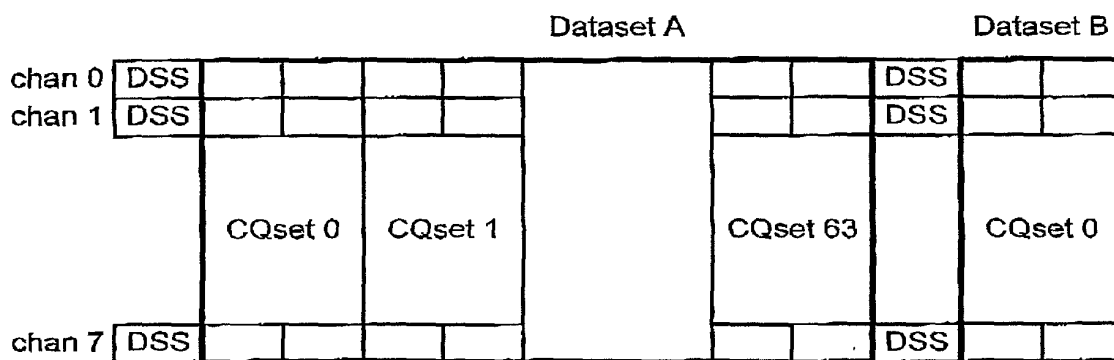 Dataset A Dataset B
chan 0 DSS DSS
chan 1 DSS DSS
CQset 0 CQset 1 CQset 63 CQset 0
chan 7 DSS DSS